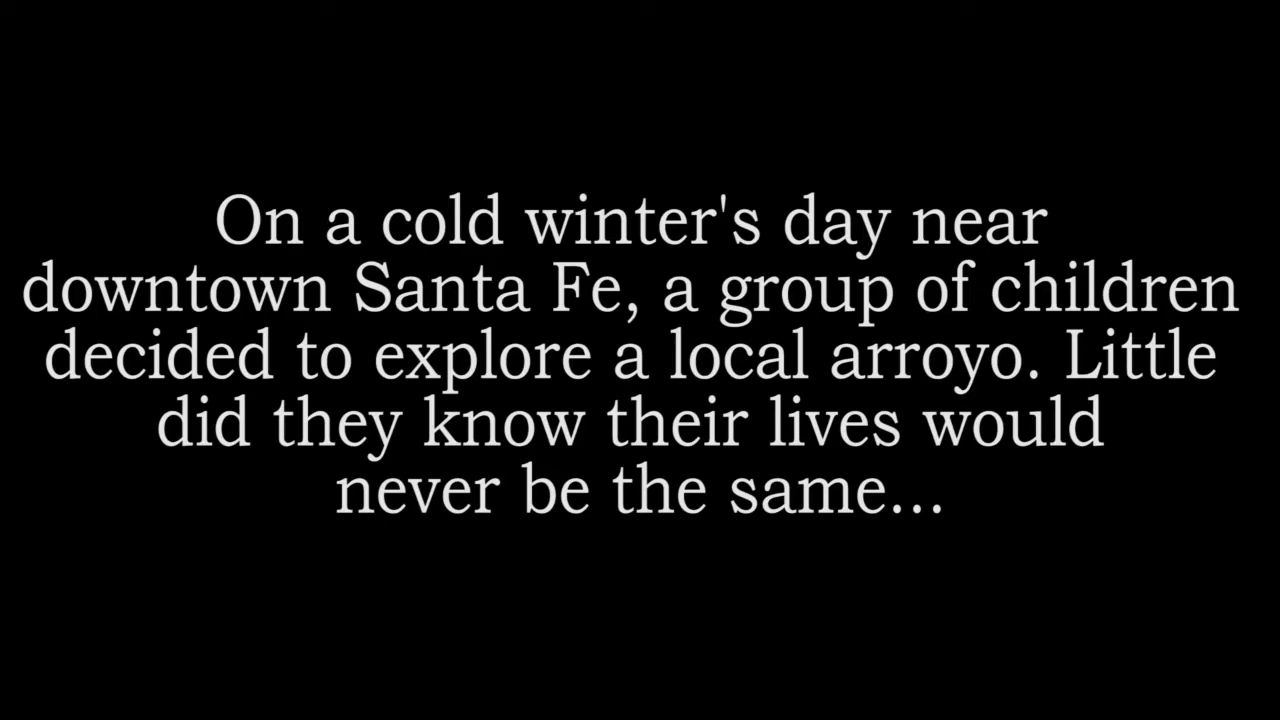 On a cold winter's day near
downtown Santa Fe, a group of children
decided to explore a local arroyo. Little
did they know their lives would
never be the same...